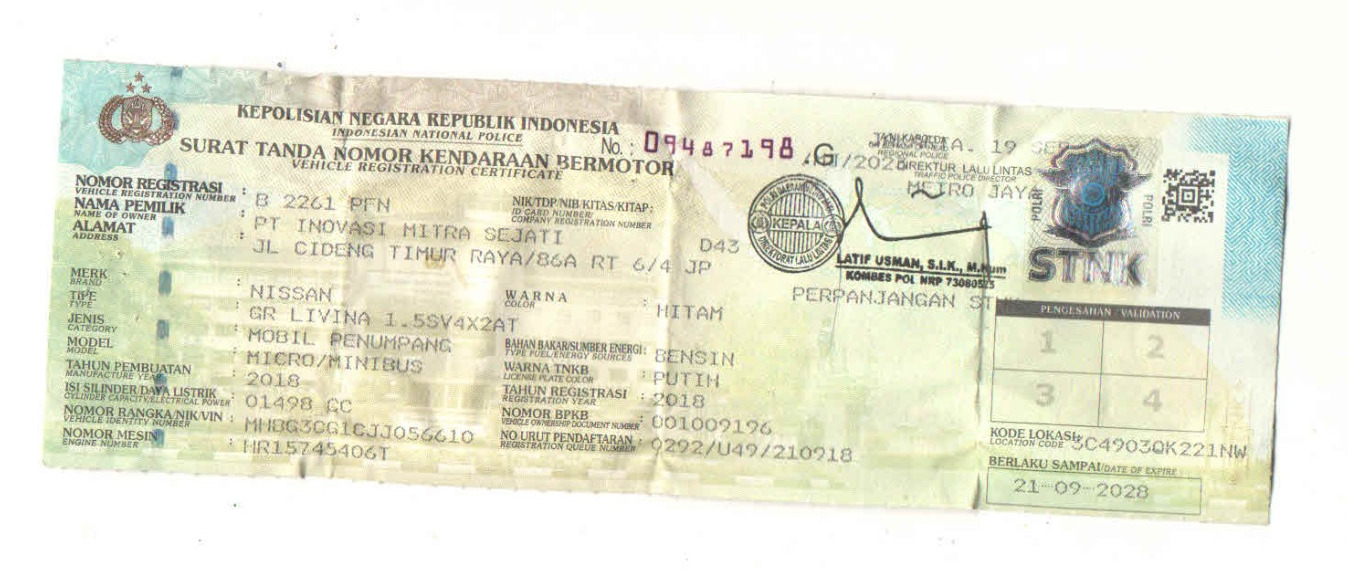 KEPOLISIAN NEGARA REPUBLIK INDONESIA
INDONESIAN NATIONAL POLICE
SURAT TANDA NOMOR KENDARAAN BERMOTOR
VEHICLE REGISTRATION CERTIFICATE
No. : 09487198 .G
19 SEP
REGIONAL POLICE
DIREKTUR LALU LINTAS
TRAFFIC POLICE DIRECTOR
METRO JAYA
KEPALA
LATIF USMAN, S.I.K., M.Hum
KOMBES POL NRP 730805
PERPANJANGAN
POLRI
POLRI
STNK
NOMOR REGISTRASI : B 2261 PFN
VEHICLE REGISTRATION NUMBER
NIK/TDP/NIB/KITAS/KITAP :
ID CARD NUMBER/
COMPANY REGISTRATION NUMBER
NAMA PEMILIK : PT INOVASI MITRA SEJATI
NAME OF OWNER
D43
ALAMAT : JL CIDENG TIMUR RAYA/86A RT 6/4 JP
ADDRESS
MERK : NISSAN
BRAND
WARNA : HITAM
COLOR
TIPE : GR LIVINA 1.5SV4X2AT
TYPE
JENIS : MOBIL PENUMPANG
CATEGORY
BAHAN BAKAR/SUMBER ENERGI : BENSIN
TYPE FUEL/ENERGY SOURCES
MODEL : MICRO/MINIBUS
MODEL
WARNA TNKB : PUTIH
LICENSE PLATE COLOR
TAHUN PEMBUATAN : 2018
MANUFACTURE YEAR
TAHUN REGISTRASI : 2018
REGISTRATION YEAR
ISI SILINDER/DAYA LISTRIK : 01498 CC
CYLINDER CAPACITY/ELECTRICAL POWER
NOMOR BPKB : O01009196
VEHICLE OWNERSHIP DOCUMENT NUMBER
NOMOR RANGKA/NIK/VIN : MH8G3CG1CJJ056610
VEHICLE IDENTITY NUMBER
NO URUT PENDAFTARAN : 0292/U49/210918
REGISTRATION QUEUE NUMBER
NOMOR MESIN : HR15745406T
ENGINE NUMBER
PENGESAHAN / VALIDATION
1 2
3 4
KODE LOKASI: 3C4903QK221NW
LOCATION CODE
BERLAKU SAMPAI/DATE OF EXPIRE
21-09-2028